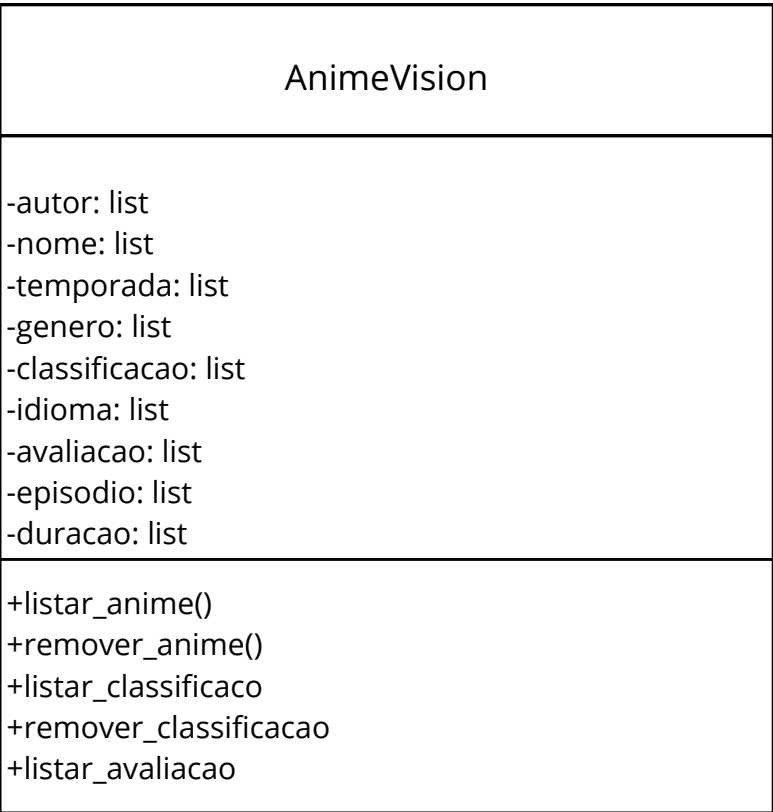 AnimeVision
-autor: list
-nome: list
-temporada: list
-genero: list
-classificacao: list
-idioma: list
-avaliacao: list
-episodio: list
-duracao: list
+listar_anime()
+remover_anime()
+listar_classificaco
+remover_classificacao
+listar_avaliacao